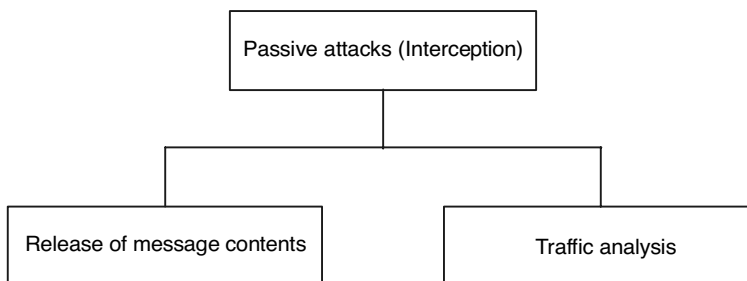 Passive attacks (Interception)
Release of message contents
Traffic analysis